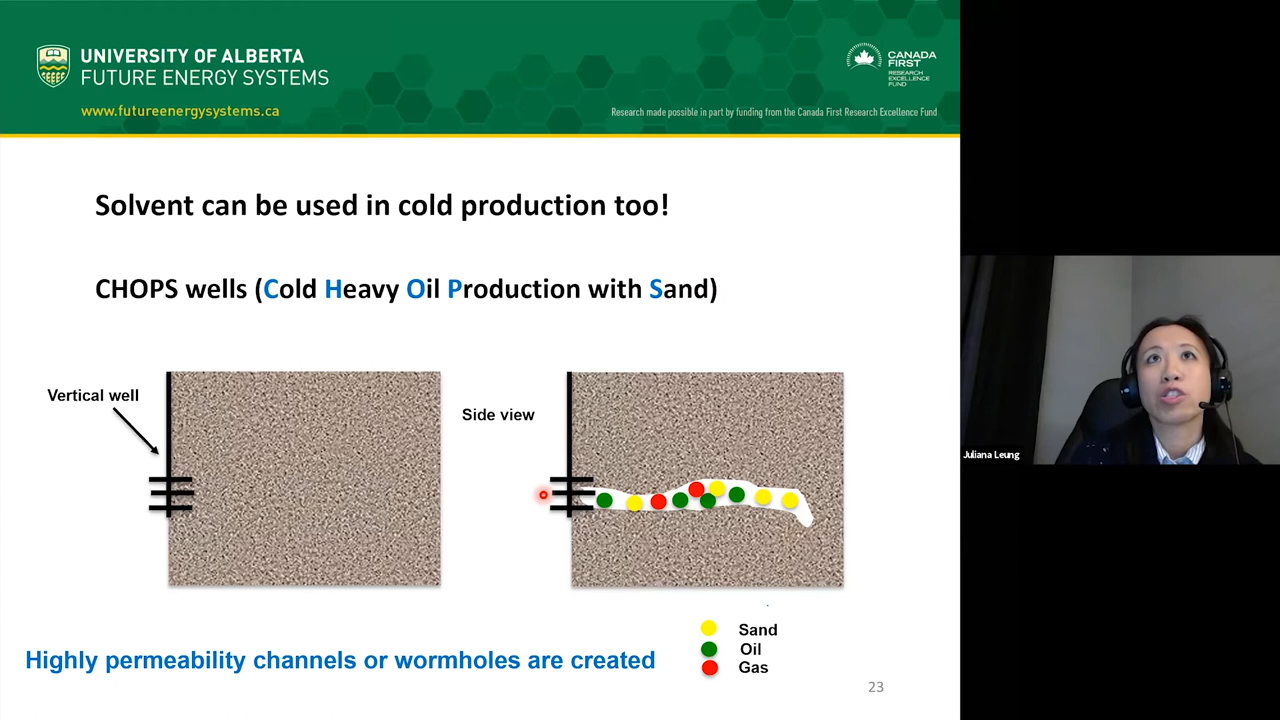 UNIVERSITY OF ALBERTA
FUTURE ENERGY SYSTEMS
www.futureenergysystems.ca
CANADA
FIRST
RESEARCH
EXCELLENCE
FUND
Research made possible in part by funding from the Canada First Research Excellence Fund
Solvent can be used in cold production too!
CHOPS wells (Cold Heavy Oil Production with Sand)
Vertical well
Side view
Sand
Oil
Gas
Highly permeability channels or wormholes are created
23
Juliana Leung